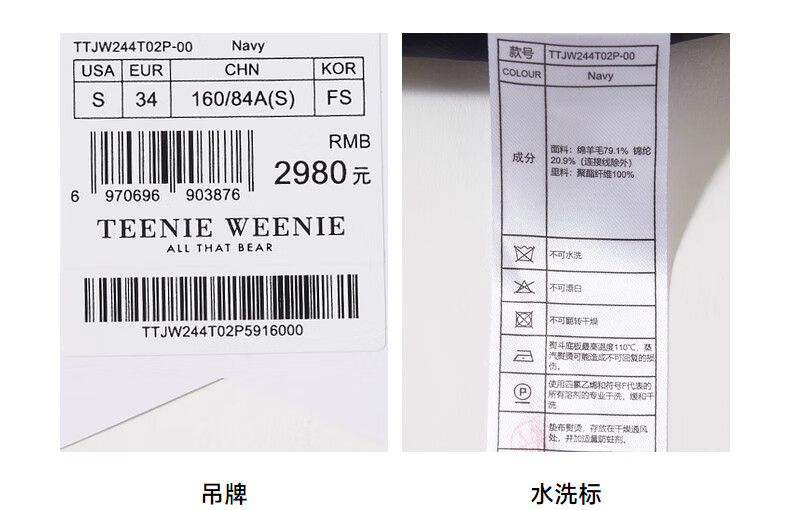 TTJW244T02P-00 Navy
USA EUR CHN KOR
S 34 160/84A(S) FS
RMB
2980元
6 970696 903876
TEENIE WEENIE
ALL THAT BEAR
TTJW244T02P5916000
吊牌
款号 TTJW244T02P-00
COLOUR Navy
成分
面料：绵羊毛79.1% 锦纶
20.9%（连接线除外）
里料：聚酯纤维100%
不可水洗
不可漂白
不可翻转干燥
熨斗底板最高温度110℃，蒸
汽熨烫可能造成不可回复的损
伤。
P
使用四氯乙烯和符号F代表的
所有溶剂的专业干洗，缓和干
洗
垫布熨烫，存放在干燥通风
处，并加适量防蛀剂。
水洗标